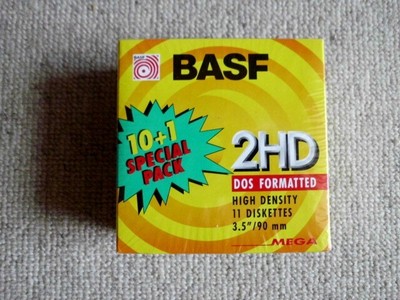 BASF
10+1
SPECIAL
PACK
2HD
DOS FORMATTED
HIGH DENSITY
11 DISKETTES
3.5"/90 mm
MEGA